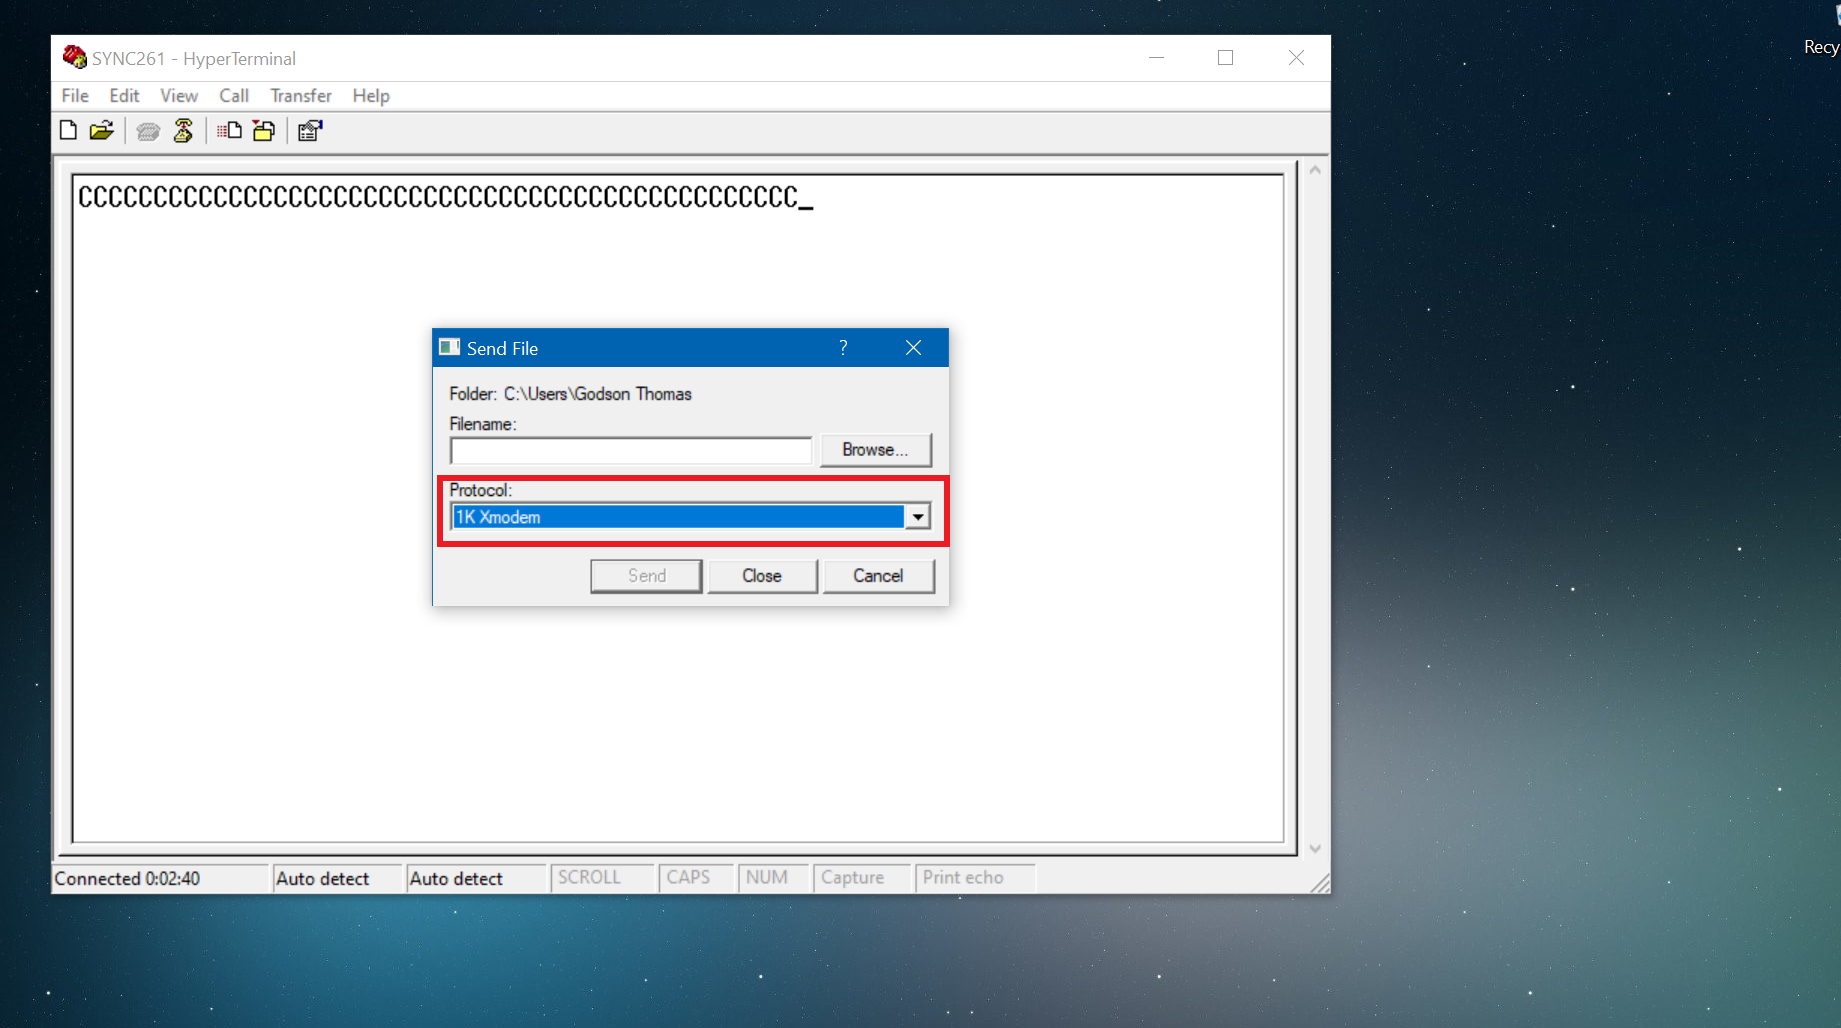 Recy
SYNC261 - HyperTerminal
File Edit View Call Transfer Help
CCCCCCCCCCCCCCCCCCCCCCCCCCCCCCCCCCCCCCCCCCCCCCCC_
Send File ?
Folder: C:\Users\Godson Thomas
Filename:
Browse...
Protocol:
1K Xmodem
Send Close Cancel
Connected 0:02:40 Auto detect Auto detect SCROLL CAPS NUM Capture Print echo